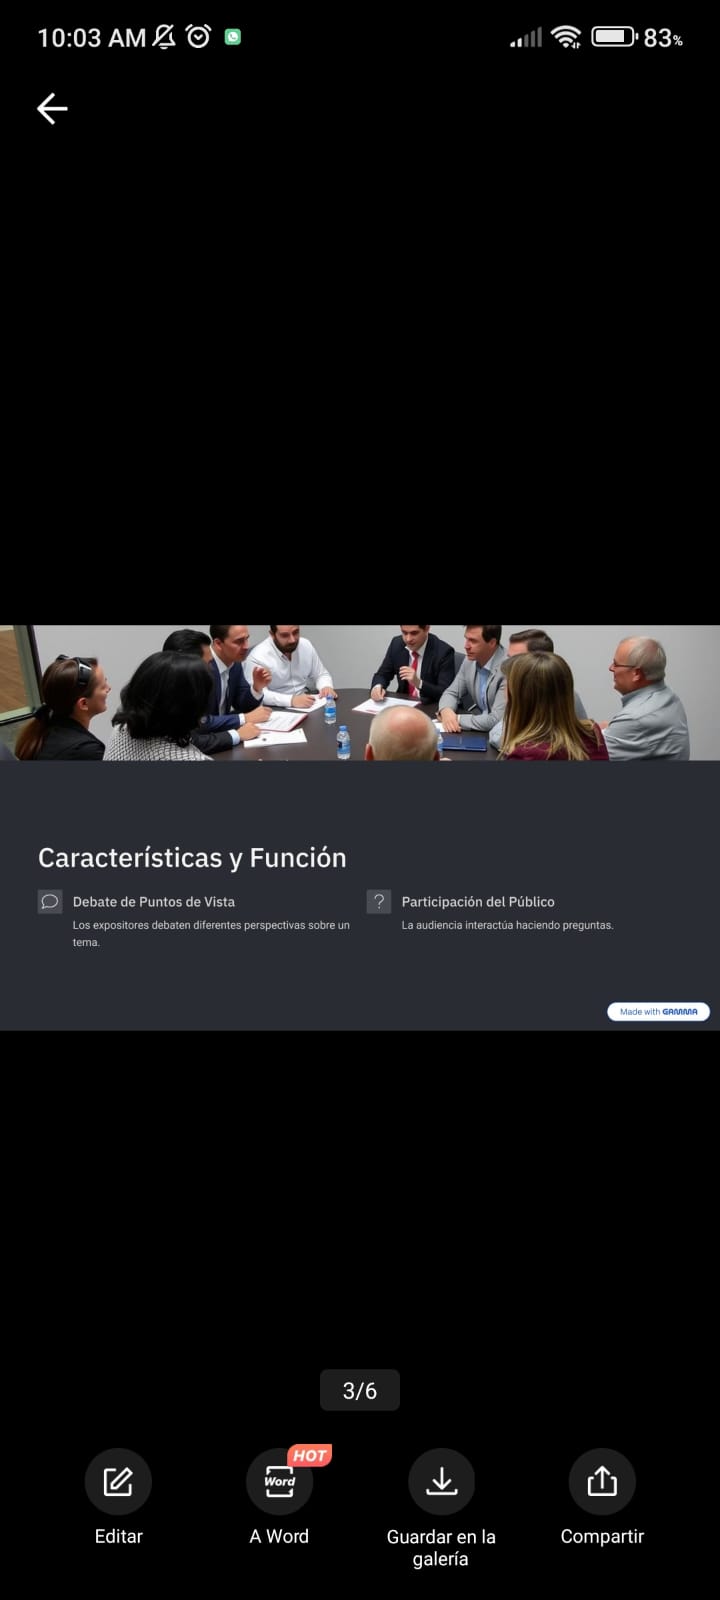 10:03 AM
83%
Características y Función
Debate de Puntos de Vista
Los expositores debaten diferentes perspectivas sobre un
tema.
? Participación del Público
La audiencia interactúa haciendo preguntas.
Made with GAMMA
3/6
HOT
Word
Editar
A Word
Guardar en la
galería
Compartir